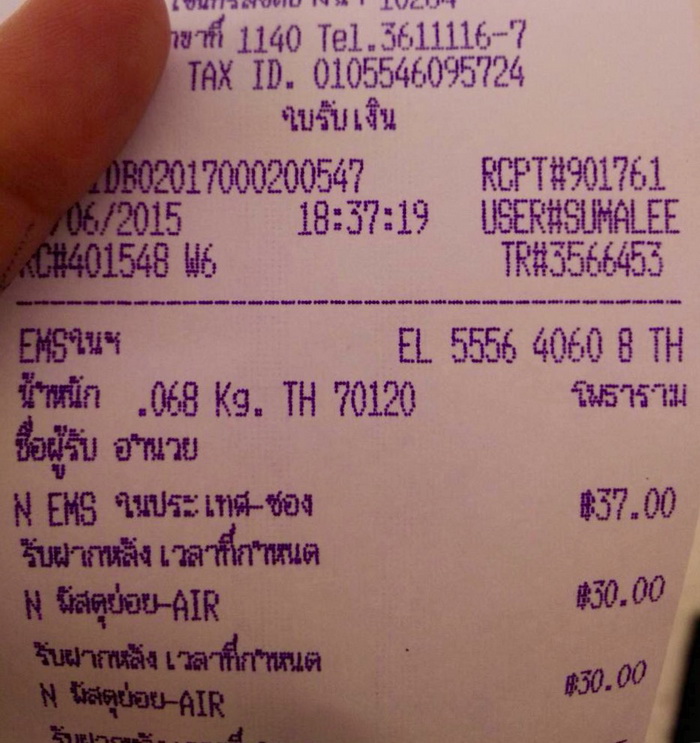 10264
ขาที่ 1140 Tel.3611116-7
TAX ID. 0105546095724
ใบรับเงิน
IDB02017000200547 RCPT#901761
/06/2015 18:37:19 USER#SUMALEE
RC#401548 W6 TR#3566453
EMSในฯ EL 5556 4060 8 TH
น้ำหนัก .068 Kg. TH 70120 โพธาราม
ชื่อผู้รับ อำนวย
N EMS ในประเทศ-ซอง ฿37.00
รับฝากหลังเวลาที่กำหนด
N พัสดุย่อย-AIR ฿30.00
รับฝากหลังเวลาที่กำหนด
N พัสดุย่อย-AIR ฿30.00